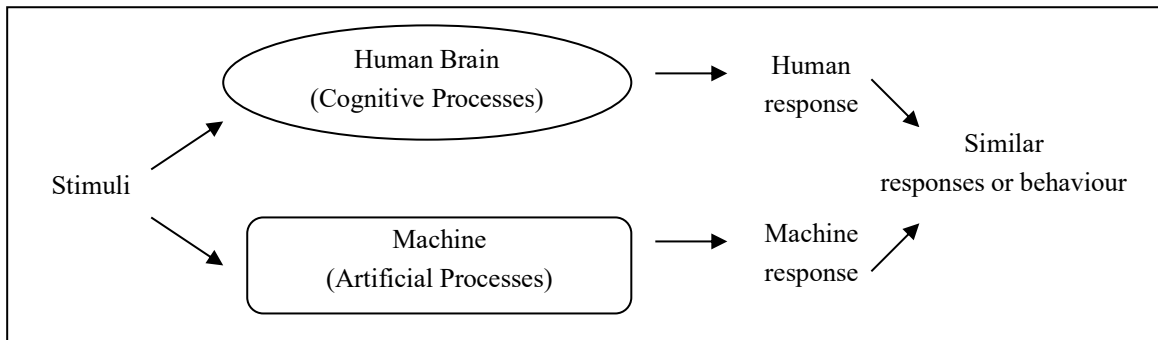 Human Brain
(Cognitive Processes)
Human
response
Similar
responses or behaviour
Stimuli
Machine
(Artificial Processes)
Machine
response